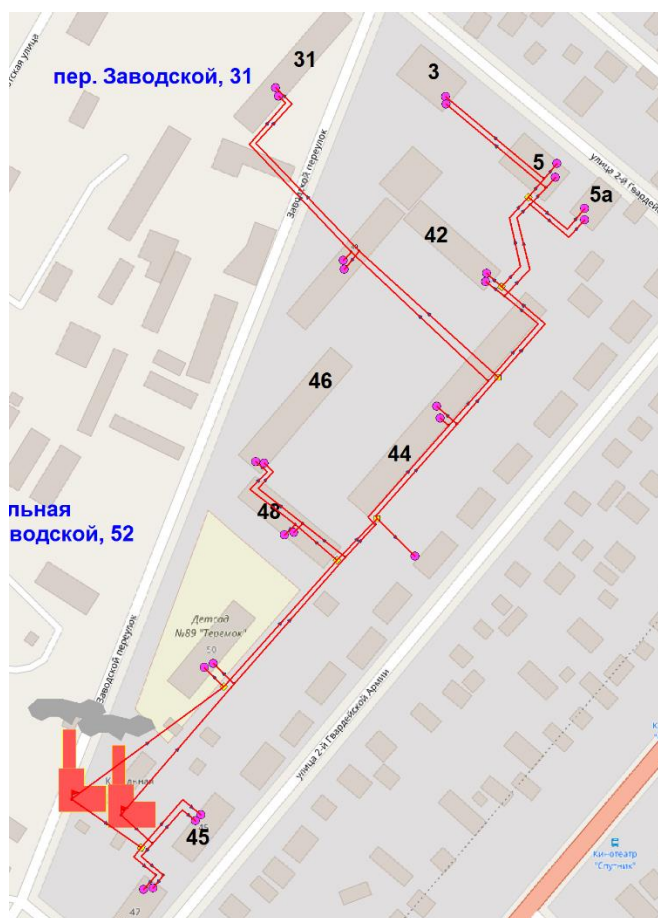 31
пер. Заводской, 31
3
улица 2-й Гвардейс
5
5а
Заводской переулок
42
46
44
48
льная
водской, 52
Детсад
№89 "Теремок"
50
Заводской переулок
улица 2-й Гвардейской Армии
45
47
Кинотеатр
"Спутник"